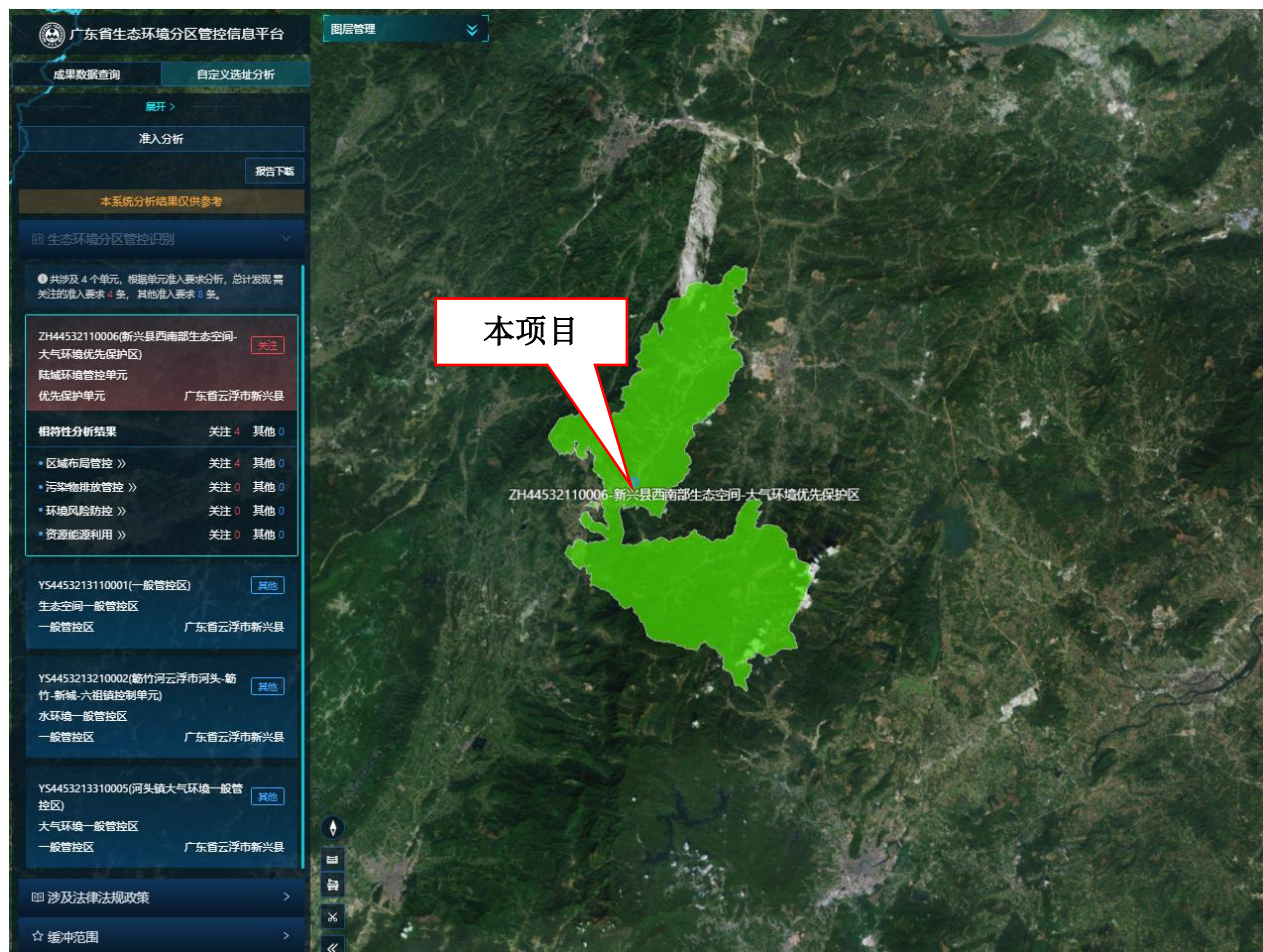 广东省生态环境分区管控信息平台
图层管理
成果数据查询
自定义选址分析
展开 >
准入分析
报告下载
本系统分析结果仅供参考
生态环境分区管控识别
共涉及 4 个单元，根据单元准入要求分析，总计发现 需
关注的准入要求 4 条，其他准入要求 8 条。
ZH44532110006(新兴县西南部生态空间-
大气环境优先保护区)
关注
陆域环境管控单元
优先保护单元 广东省云浮市新兴县
相符性分析结果 关注 4 其他 0
• 区域布局管控 》 关注 4 其他 0
• 污染物排放管控 》 关注 0 其他 0
• 环境风险防控 》 关注 0 其他 0
• 资源能源利用 》 关注 0 其他 0
YS4453213110001(一般管控区) 其他
生态空间一般管控区
一般管控区 广东省云浮市新兴县
YS4453213210002(簕竹河云浮市河头-簕
竹-新城-六祖镇控制单元)
其他
水环境一般管控区
一般管控区 广东省云浮市新兴县
YS4453213310005(河头镇大气环境一般管
控区)
其他
大气环境一般管控区
一般管控区 广东省云浮市新兴县
涉及法律法规政策 >
缓冲范围 >
本项目
ZH44532110006-新兴县西南部生态空间-大气环境优先保护区